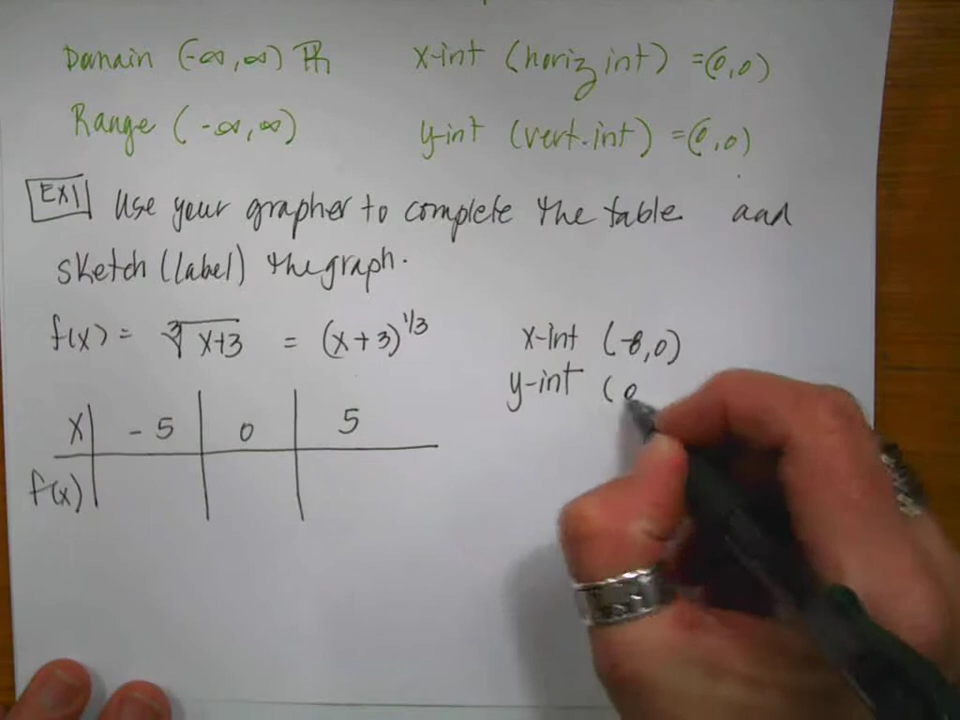 Domain (-∞,∞) ℝ
x-int (horiz int) = (0,0)
Range (-∞,∞)
y-int (vert. int) = (0,0)
EX1 Use your grapher to complete the table and
sketch (label) the graph.
f(x) = ∛x+3 = (x+3)^1/3
x-int (-8,0)
y-int (0
x | -5 | 0 | 5
f(x)